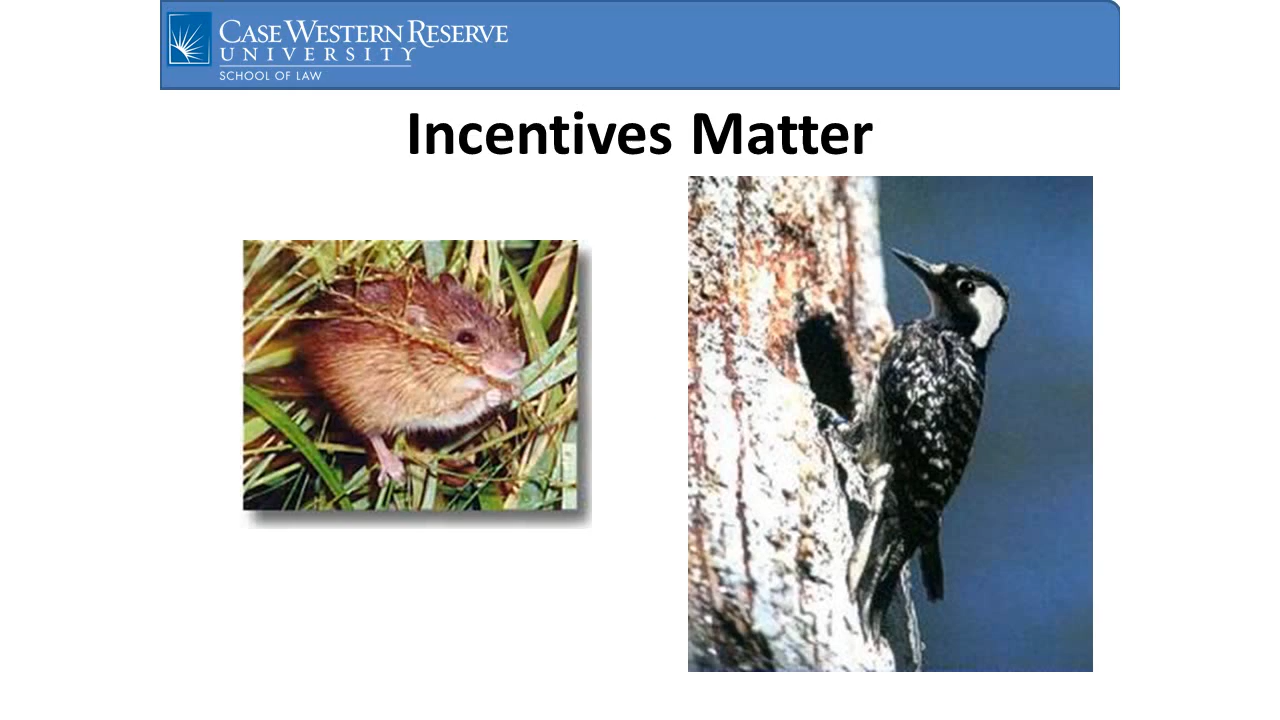 CASE WESTERN RESERVE
UNIVERSITY
SCHOOL OF LAW
Incentives Matter